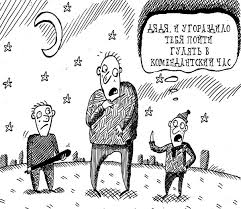 ДЯДЯ, И УГОРАЗДИЛО
ТЕБЯ ПОЙТИ
ГУЛЯТЬ В
КОМЕНДАНТСКИЙ ЧАС